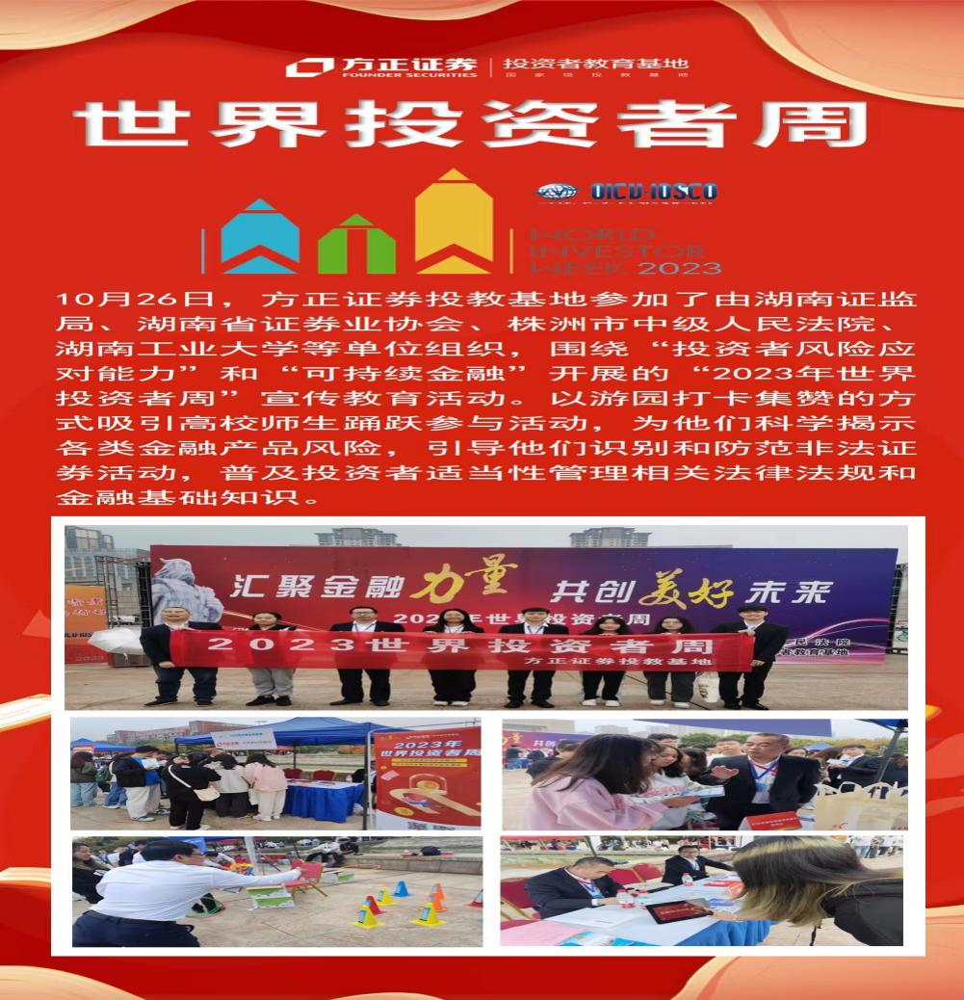 方正证券 投资者教育基地
FOUNDER SECURITIES 国家级投教基地
世界投资者周
OICU-IOSCO
WORLD
INVESTOR
WEEK 2023
10月26日，方正证券投教基地参加了由湖南证监
局、湖南省证券业协会、株洲市中级人民法院、
湖南工业大学等单位组织，围绕“投资者风险应
对能力”和“可持续金融”开展的“2023年世界
投资者周”宣传教育活动。以游园打卡集赞的方
式吸引高校师生踊跃参与活动，为他们科学揭示
各类金融产品风险，引导他们识别和防范非法证
券活动，普及投资者适当性管理相关法律法规和
金融基础知识。
汇聚金融力量 共创美好未来
2023年世界投资者周
2023世界投资者周
方正证券投教基地
民法院
者教育基地
2023年
世界投资者周
共创